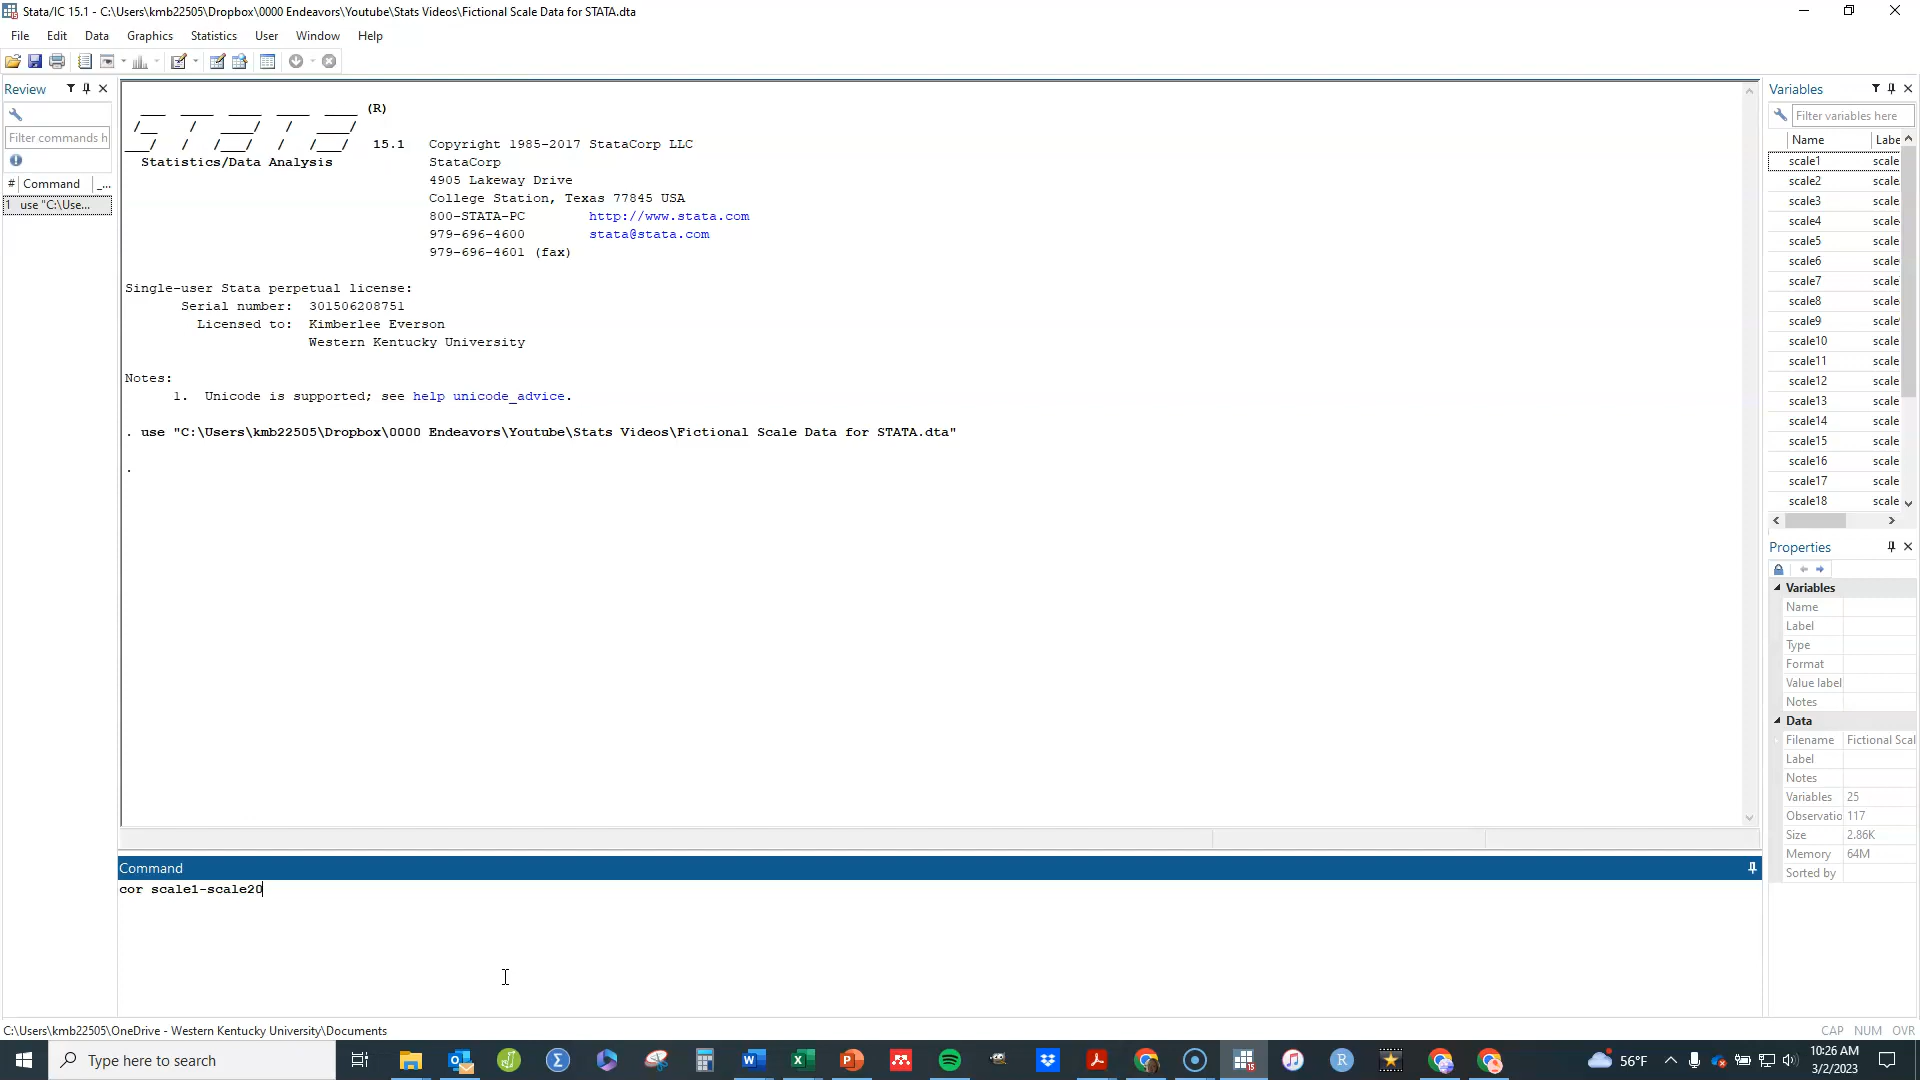 Stata/IC 15.1 - C:\Users\kmb22505\Dropbox\0000 Endeavors\Youtube\Stats Videos\Fictional Scale Data for STATA.dta
File Edit Data Graphics Statistics User Window Help
Review
Filter commands h
# Command _...
1 use "C:\Use...
(R)
15.1 Copyright 1985-2017 StataCorp LLC
Statistics/Data Analysis StataCorp
4905 Lakeway Drive
College Station, Texas 77845 USA
800-STATA-PC http://www.stata.com
979-696-4600 stata@stata.com
979-696-4601 (fax)
Single-user Stata perpetual license:
Serial number: 301506208751
Licensed to: Kimberlee Everson
Western Kentucky University
Notes:
1. Unicode is supported; see help unicode_advice.
. use "C:\Users\kmb22505\Dropbox\0000 Endeavors\Youtube\Stats Videos\Fictional Scale Data for STATA.dta"
.
Command
cor scale1-scale20
Variables
Filter variables here
Name Labe
scale1 scale
scale2 scale
scale3 scale
scale4 scale
scale5 scale
scale6 scale
scale7 scale
scale8 scale
scale9 scale
scale10 scale
scale11 scale
scale12 scale
scale13 scale
scale14 scale
scale15 scale
scale16 scale
scale17 scale
scale18 scale
Properties
Variables
Name
Label
Type
Format
Value label
Notes
Data
Filename Fictional Scal
Label
Notes
Variables 25
Observatio 117
Size 2.86K
Memory 64M
Sorted by
C:\Users\kmb22505\OneDrive - Western Kentucky University\Documents
CAP NUM OVR
Type here to search
56°F
10:26 AM
3/2/2023